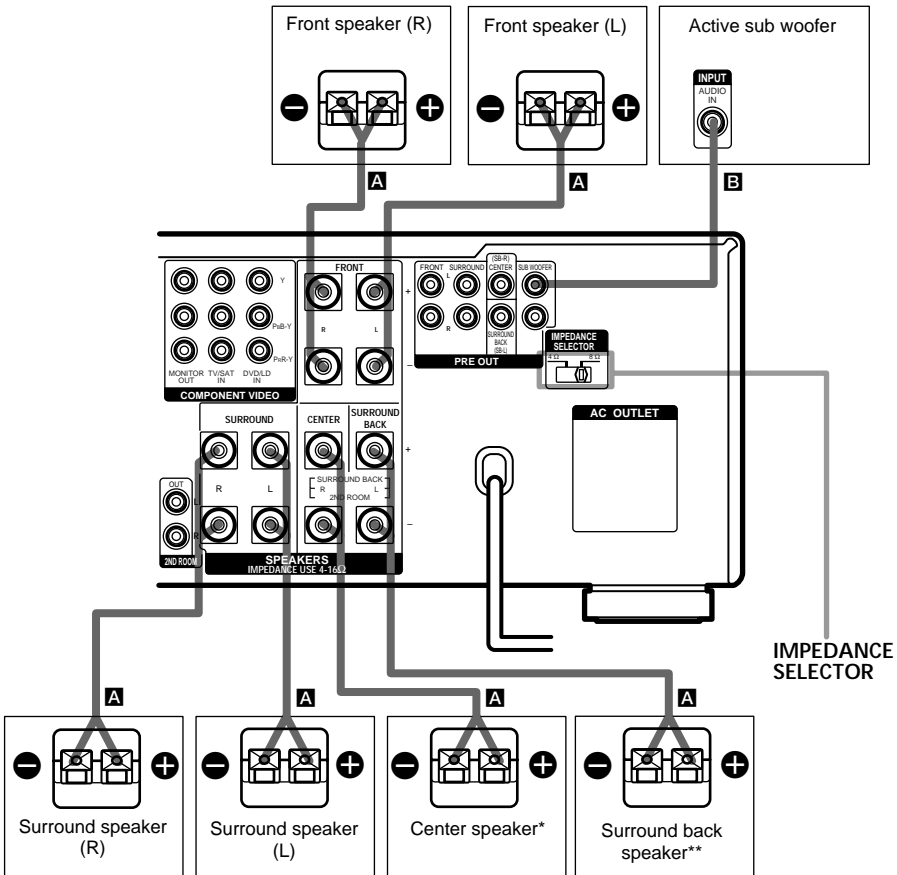 Front speaker (R)
Front speaker (L)
Active sub woofer
INPUT
AUDIO
IN
A
A
B
FRONT
R
L
+
–
Y
PB/B-Y
PR/R-Y
MONITOR
OUT
TV/SAT
IN
DVD/LD
IN
COMPONENT VIDEO
FRONT
SURROUND
(SB-R)
CENTER
SUB WOOFER
L
R
SURROUND
BACK
(SB-L)
PRE OUT
IMPEDANCE
SELECTOR
4 Ω
8 Ω
AC OUTLET
SURROUND
CENTER
SURROUND
BACK
+
R
L
SURROUND BACK
R
L
2ND ROOM
–
OUT
L
R
2ND ROOM
SPEAKERS
IMPEDANCE USE 4-16Ω
IMPEDANCE
SELECTOR
A
A
A
A
Surround speaker
(R)
Surround speaker
(L)
Center speaker*
Surround back
speaker**